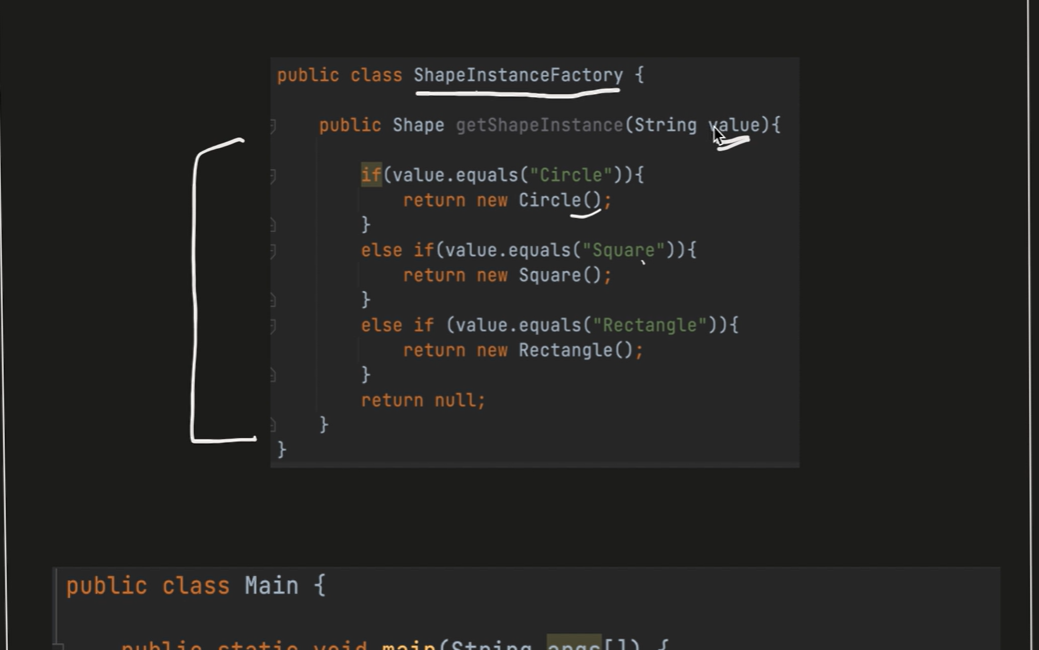 public class ShapeInstanceFactory {
public Shape getShapeInstance(String value){
if(value.equals("Circle")){
return new Circle();
}
else if(value.equals("Square")){
return new Square();
}
else if (value.equals("Rectangle")){
return new Rectangle();
}
return null;
}
}
public class Main {
public static void main(String args[]) {